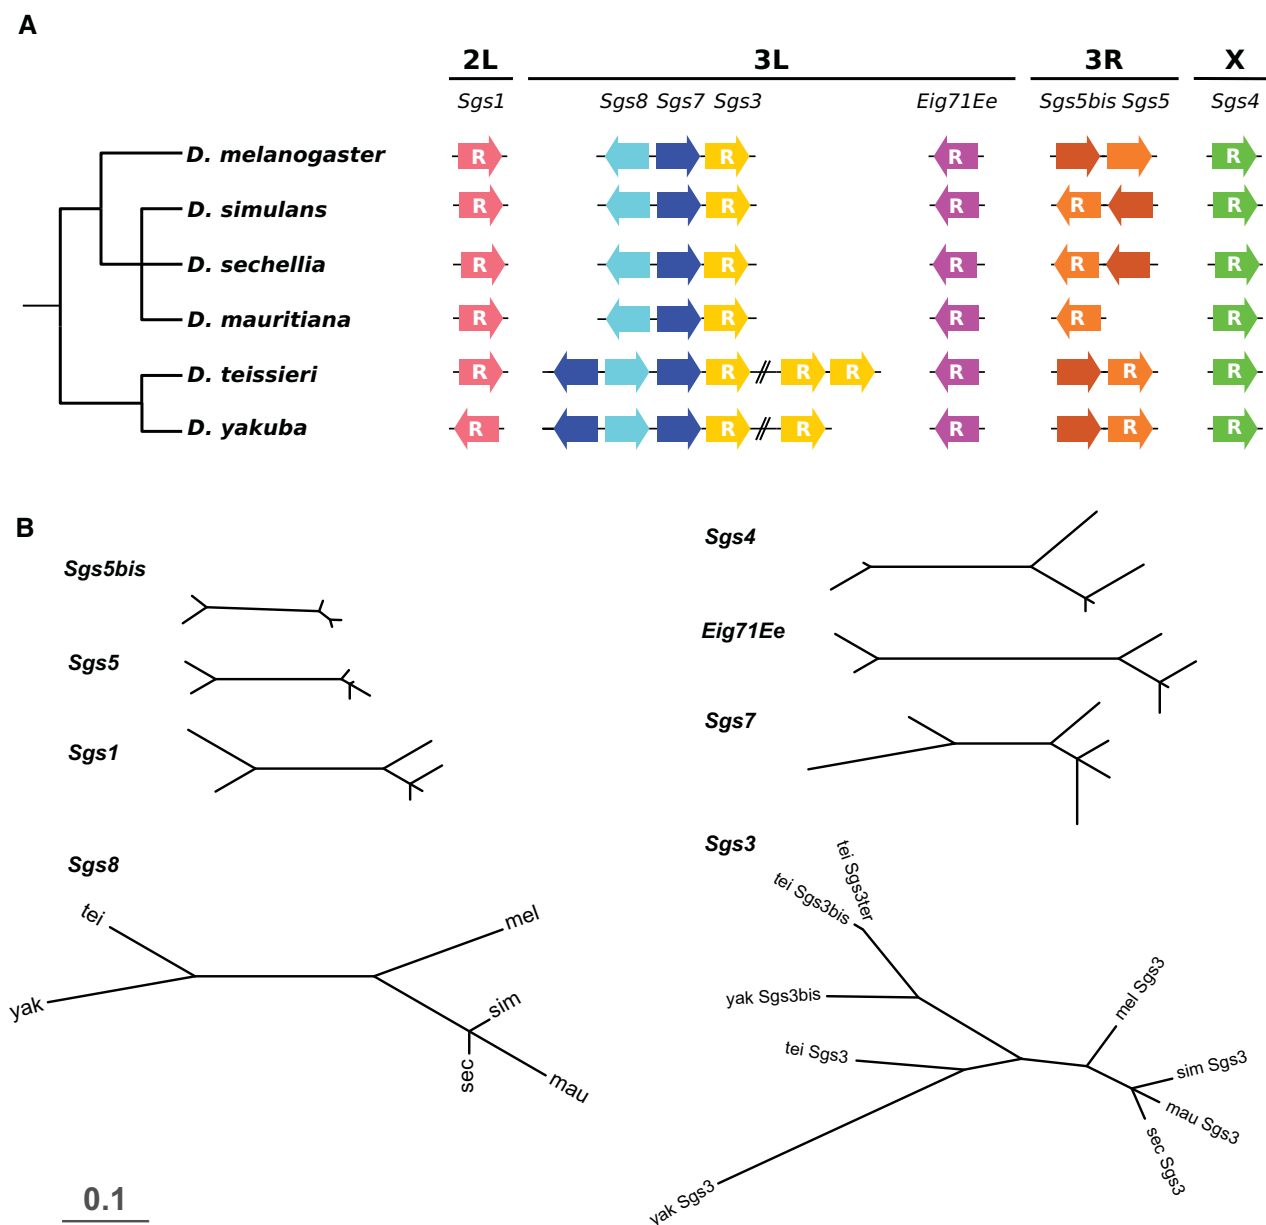 A
2L 3L 3R X
Sgs1 Sgs8 Sgs7 Sgs3 Eig71Ee Sgs5bis Sgs5 Sgs4
D. melanogaster R R R R
D. simulans R R R R R
D. sechellia R R R R R
D. mauritiana R R R R R
D. teissieri R R R R R R R
D. yakuba R R R R R R
B
Sgs5bis
Sgs5
Sgs1
Sgs8
tei
yak
mel
sim
sec
mau
0.1
Sgs4
Eig71Ee
Sgs7
Sgs3
tei Sgs3ter
tei Sgs3bis
yak Sgs3bis
tei Sgs3
yak Sgs3
mel Sgs3
sim Sgs3
mau Sgs3
sec Sgs3